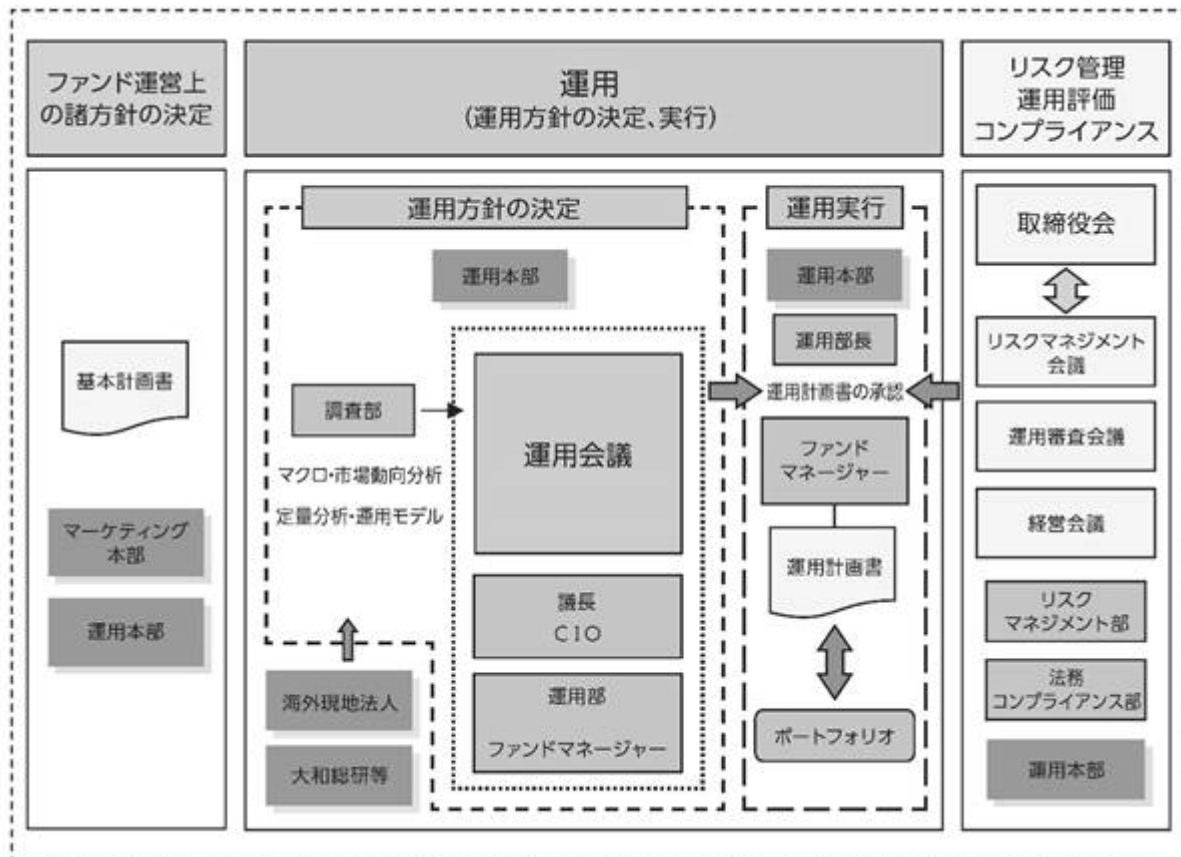 ファンド運営上
の諸方針の決定
運用
(運用方針の決定、実行)
リスク管理
運用評価
コンプライアンス
基本計画書
マーケティング
本部
運用本部
運用方針の決定
運用本部
調査部
マクロ・市場動向分析
定量分析・運用モデル
運用会議
議長
CIO
運用部
ファンドマネージャー
海外現地法人
大和総研等
運用実行
運用本部
運用部長
運用計画書の承認
ファンド
マネージャー
運用計画書
ポートフォリオ
取締役会
リスクマネジメント
会議
運用審査会議
経営会議
リスク
マネジメント部
法務
コンプライアンス部
運用本部